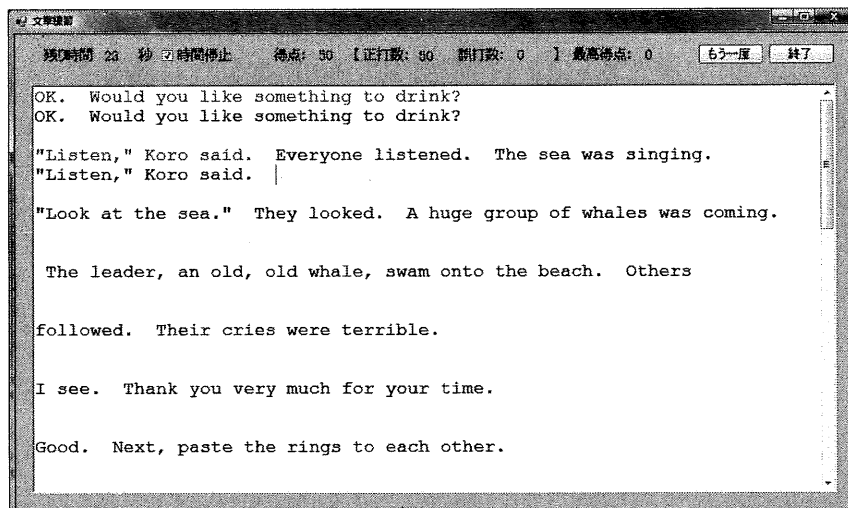 文章練習
残り時間 23 秒 時間停止 得点: 50 【正打数: 50 誤打数: 0 】 最高得点: 0 もう一度 終了
OK.  Would you like something to drink?
OK.  Would you like something to drink?
"Listen," Koro said.  Everyone listened.  The sea was singing.
"Listen," Koro said.
"Look at the sea."  They looked.  A huge group of whales was coming.
The leader, an old, old whale, swam onto the beach.  Others
followed.  Their cries were terrible.
I see.  Thank you very much for your time.
Good.  Next, paste the rings to each other.